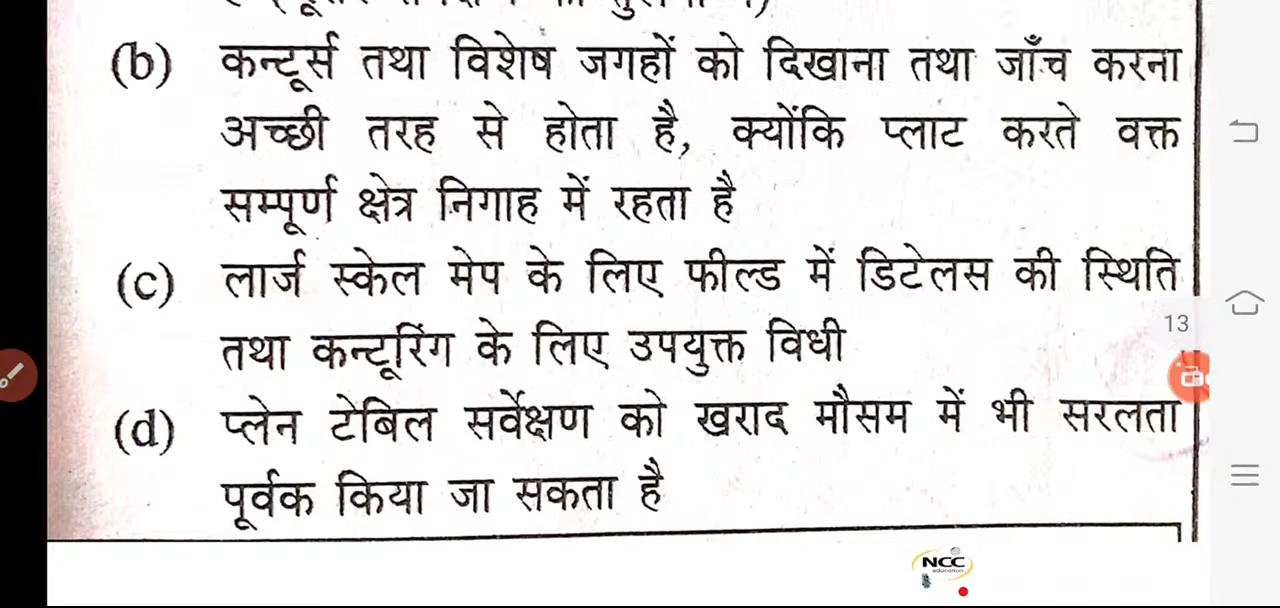 (b) कन्टूर्स तथा विशेष जगहों को दिखाना तथा जाँच करना
अच्छी तरह से होता है, क्योंकि प्लाट करते वक्त
सम्पूर्ण क्षेत्र निगाह में रहता है
(c) लार्ज स्केल मेप के लिए फील्ड में डिटेलस की स्थिति
13
तथा कन्टूरिंग के लिए उपयुक्त विधी
(d) प्लेन टेबिल सर्वेक्षण को खराद मौसम में भी सरलता
पूर्वक किया जा सकता है
NCC
education